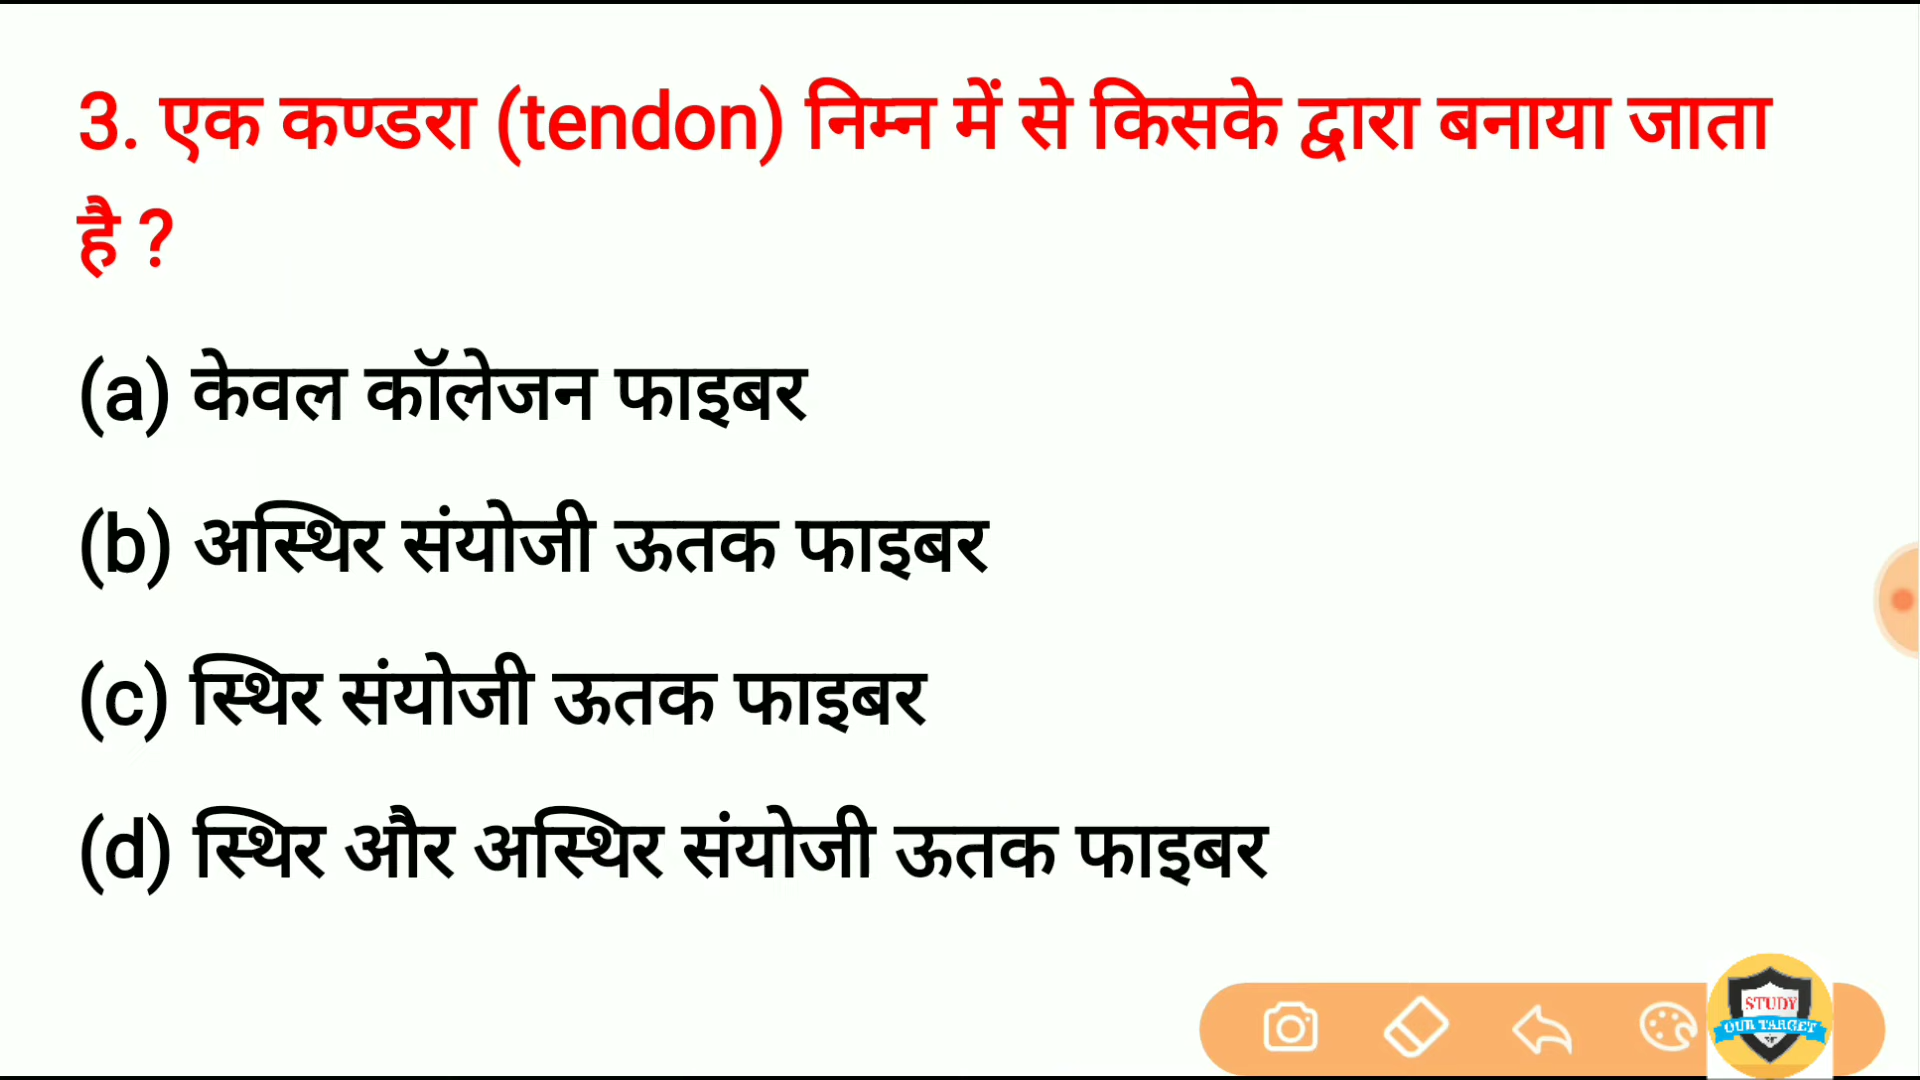 3. एक कण्डरा (tendon) निम्न में से किसके द्वारा बनाया जाता
है ?
(a) केवल कॉलेजन फाइबर
(b) अस्थिर संयोजी ऊतक फाइबर
(c) स्थिर संयोजी ऊतक फाइबर
(d) स्थिर और अस्थिर संयोजी ऊतक फाइबर
STUDY
OUR TARGET